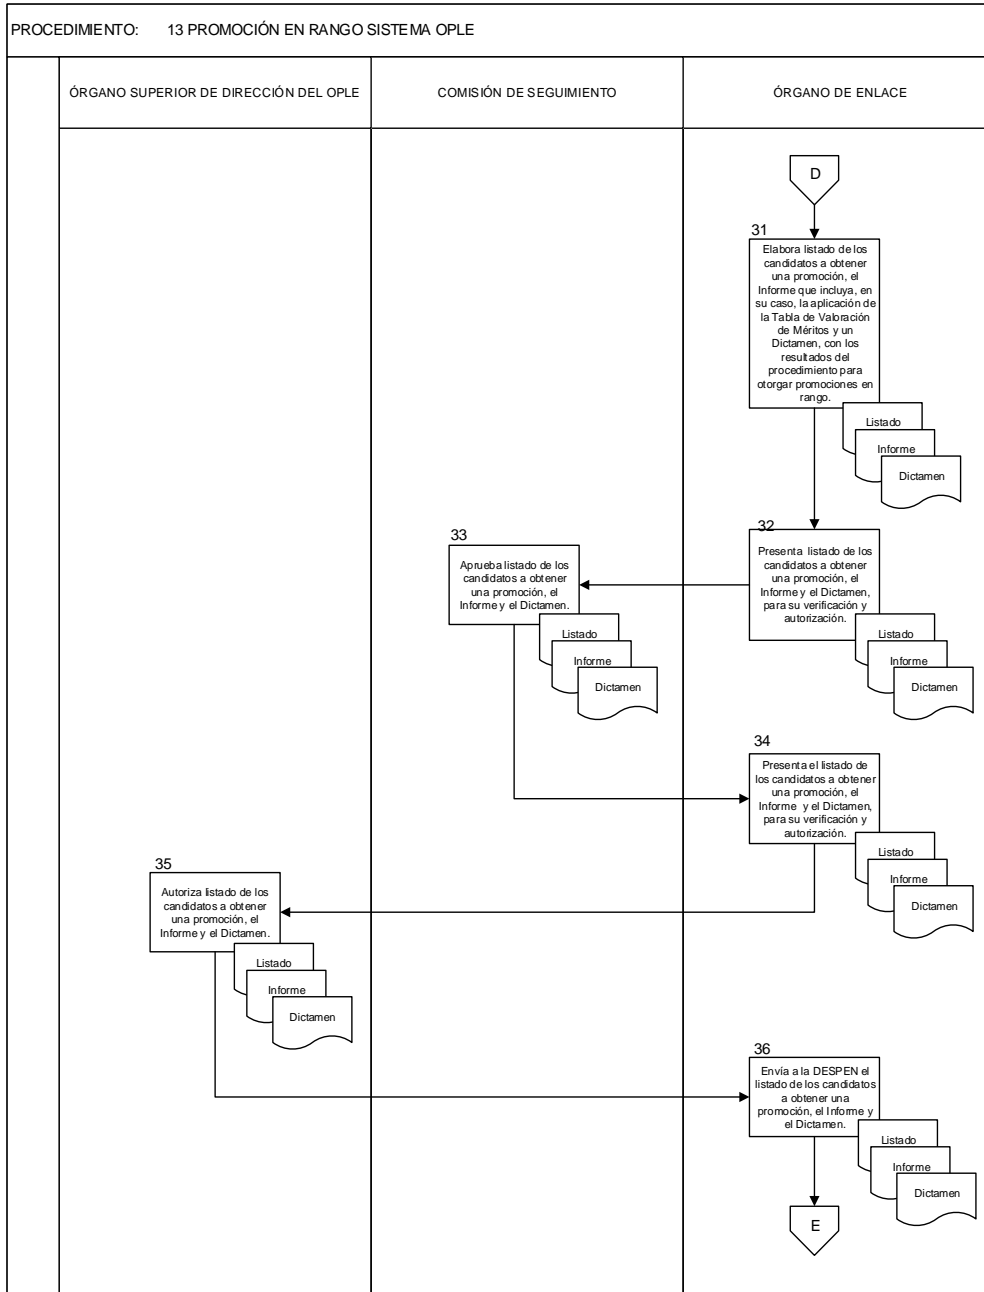 PROCEDIMIENTO: 13 PROMOCIÓN EN RANGO SISTEMA OPLE
ÓRGANO SUPERIOR DE DIRECCIÓN DEL OPLE
COMISIÓN DE SEGUIMIENTO
ÓRGANO DE ENLACE
D
31
Elabora listado de los
candidatos a obtener
una promoción, el
Informe que incluya, en
su caso, la aplicación de
la Tabla de Valoración
de Méritos y un
Dictamen, con los
resultados del
procedimiento para
otorgar promociones en
rango.
Listado
Informe
Dictamen
32
Presenta listado de los
candidatos a obtener
una promoción, el
Informe y el Dictamen,
para su verificación y
autorización.
Listado
Informe
Dictamen
33
Aprueba listado de los
candidatos a obtener
una promoción, el
Informe y el Dictamen.
Listado
Informe
Dictamen
34
Presenta el listado de
los candidatos a obtener
una promoción, el
Informe y el Dictamen,
para su verificación y
autorización.
Listado
Informe
Dictamen
35
Autoriza listado de los
candidatos a obtener
una promoción, el
Informe y el Dictamen.
Listado
Informe
Dictamen
36
Envía a la DESPEN el
listado de los candidatos
a obtener una
promoción, el Informe y
el Dictamen.
Listado
Informe
Dictamen
E